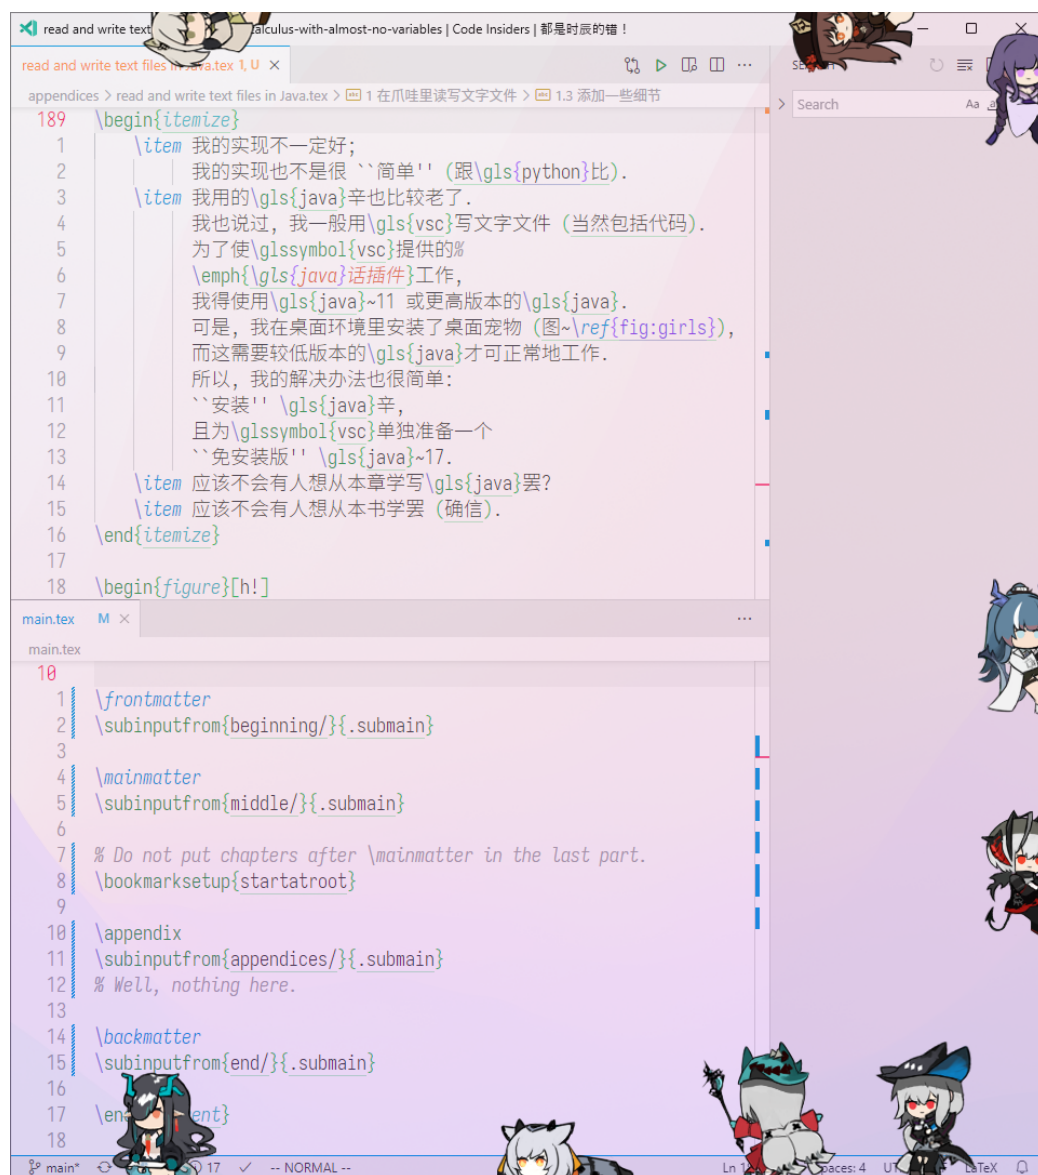 read and write text alculus-with-almost-no-variables | Code Insiders | 都是时辰的错！
read and write text files in Java.tex 1, U
appendices > read and write text files in Java.tex > 1 在爪哇里读写文字文件 > 1.3 添加一些细节
189 \begin{itemize}
1 \item 我的实现不一定好;
2 我的实现也不是很 ``简单'' (跟\gls{python}比).
3 \item 我用的\gls{java}辛也比较老了.
4 我也说过, 我一般用\gls{vsc}写文字文件 (当然包括代码).
5 为了使\glssymbol{vsc}提供的%
6 \emph{\gls{java}话插件}工作,
7 我得使用\gls{java}~11 或更高版本的\gls{java}.
8 可是, 我在桌面环境里安装了桌面宠物 (图~\ref{fig:girls}),
9 而这需要较低版本的\gls{java}才可正常地工作.
10 所以, 我的解决办法也很简单:
11 ``安装'' \gls{java}辛,
12 且为\glssymbol{vsc}单独准备一个
13 ``免安装版'' \gls{java}~17.
14 \item 应该不会有人想从本章学写\gls{java}罢?
15 \item 应该不会有人想从本书学罢 (确信).
16 \end{itemize}
17
18 \begin{figure}[h!]
Search
Aa
main.tex M
main.tex
10
1 \frontmatter
2 \subinputfrom{beginning/}{.submain}
3
4 \mainmatter
5 \subinputfrom{middle/}{.submain}
6
7 % Do not put chapters after \mainmatter in the last part.
8 \bookmarksetup{startatroot}
9
10 \appendix
11 \subinputfrom{appendices/}{.submain}
12 % Well, nothing here.
13
14 \backmatter
15 \subinputfrom{end/}{.submain}
16
17 \en ent}
18
main* 17 -- NORMAL -- Ln 1 paces: 4 UT LaTeX